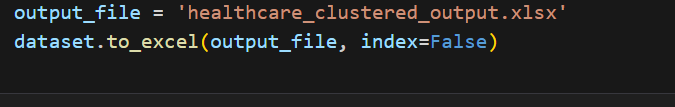 output_file = 'healthcare_clustered_output.xlsx'
dataset.to_excel(output_file, index=False)